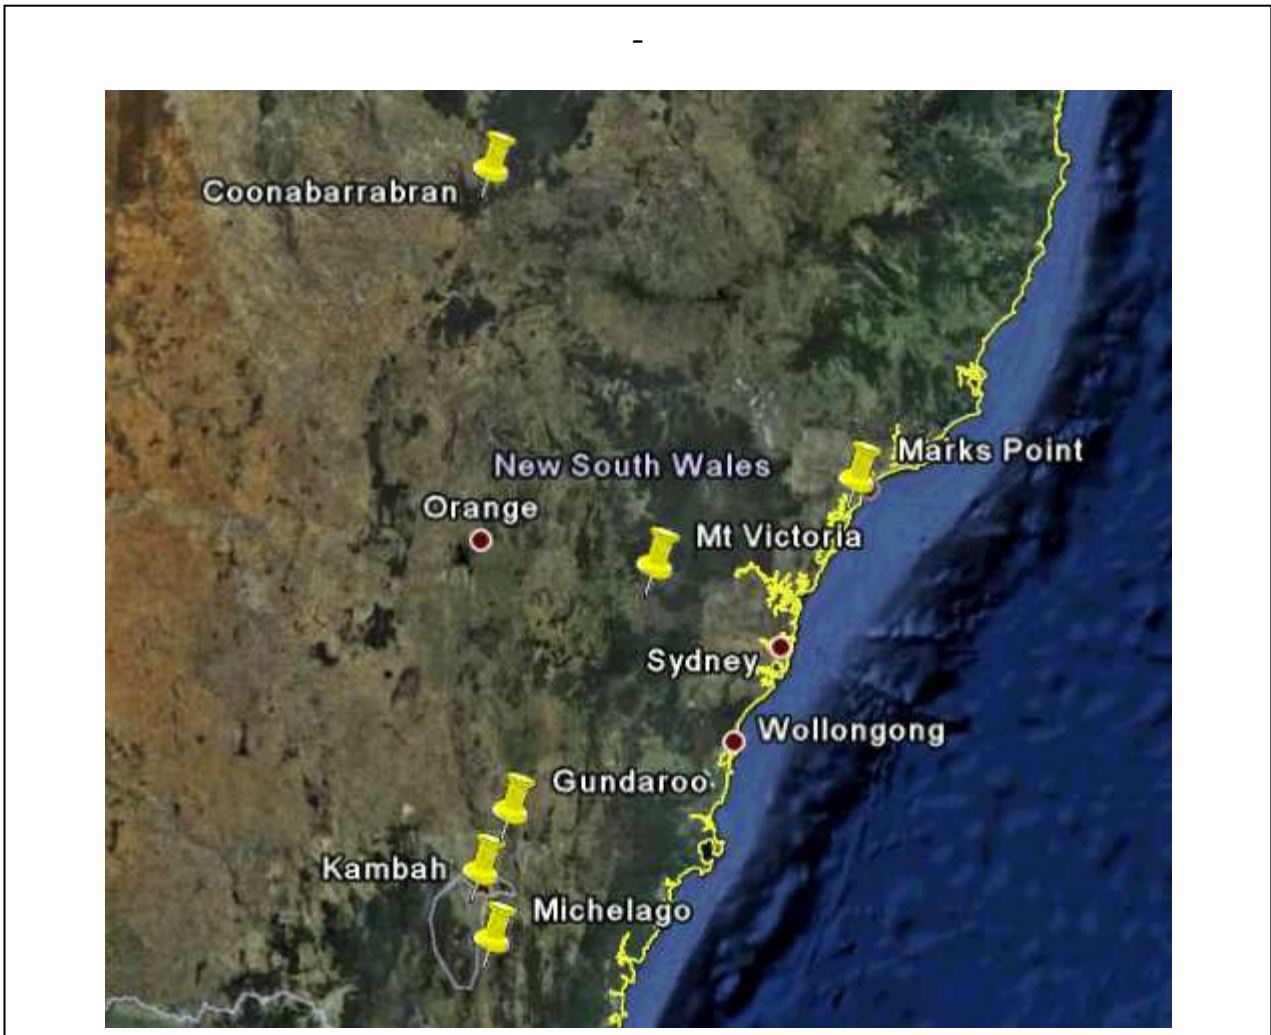 -
Coonabarrabran
Marks Point
New South Wales
Orange
Mt Victoria
Sydney
Wollongong
Gundaroo
Kambah
Michelago